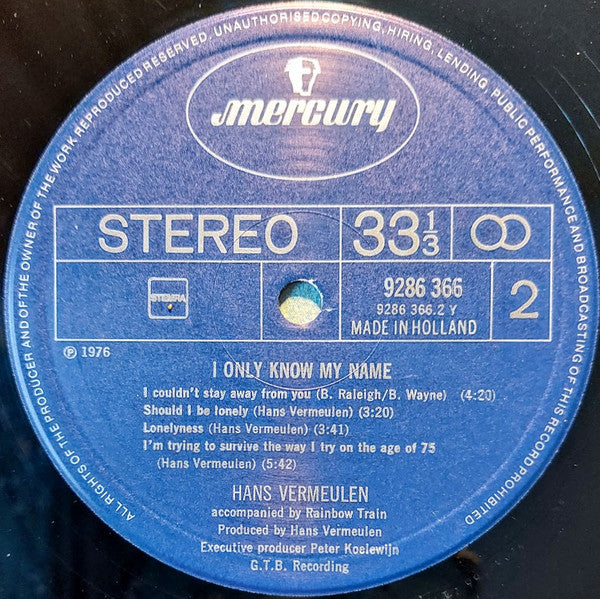 ALL RIGHTS OF THE PRODUCER AND OF THE OWNER OF THE WORK REPRODUCED RESERVED. UNAUTHORISED COPYING, HIRING, LENDING, PUBLIC PERFORMANCE AND BROADCASTING OF THIS RECORD PROHIBITED
mercury
STEREO 33 1/3
STEMRA 9286 366 2
9286 366.2 Y
MADE IN HOLLAND
℗ 1976
I ONLY KNOW MY NAME
I couldn't stay away from you (B. Raleigh/B. Wayne) (4:20)
Should I be lonely (Hans Vermeulen) (3:20)
Lonelyness (Hans Vermeulen) (3:41)
I'm trying to survive the way I try on the age of 75
(Hans Vermeulen) (5:42)
HANS VERMEULEN
accompanied by Rainbow Train
Produced by Hans Vermeulen
Executive producer Peter Koelewijn
G.T.B. Recording